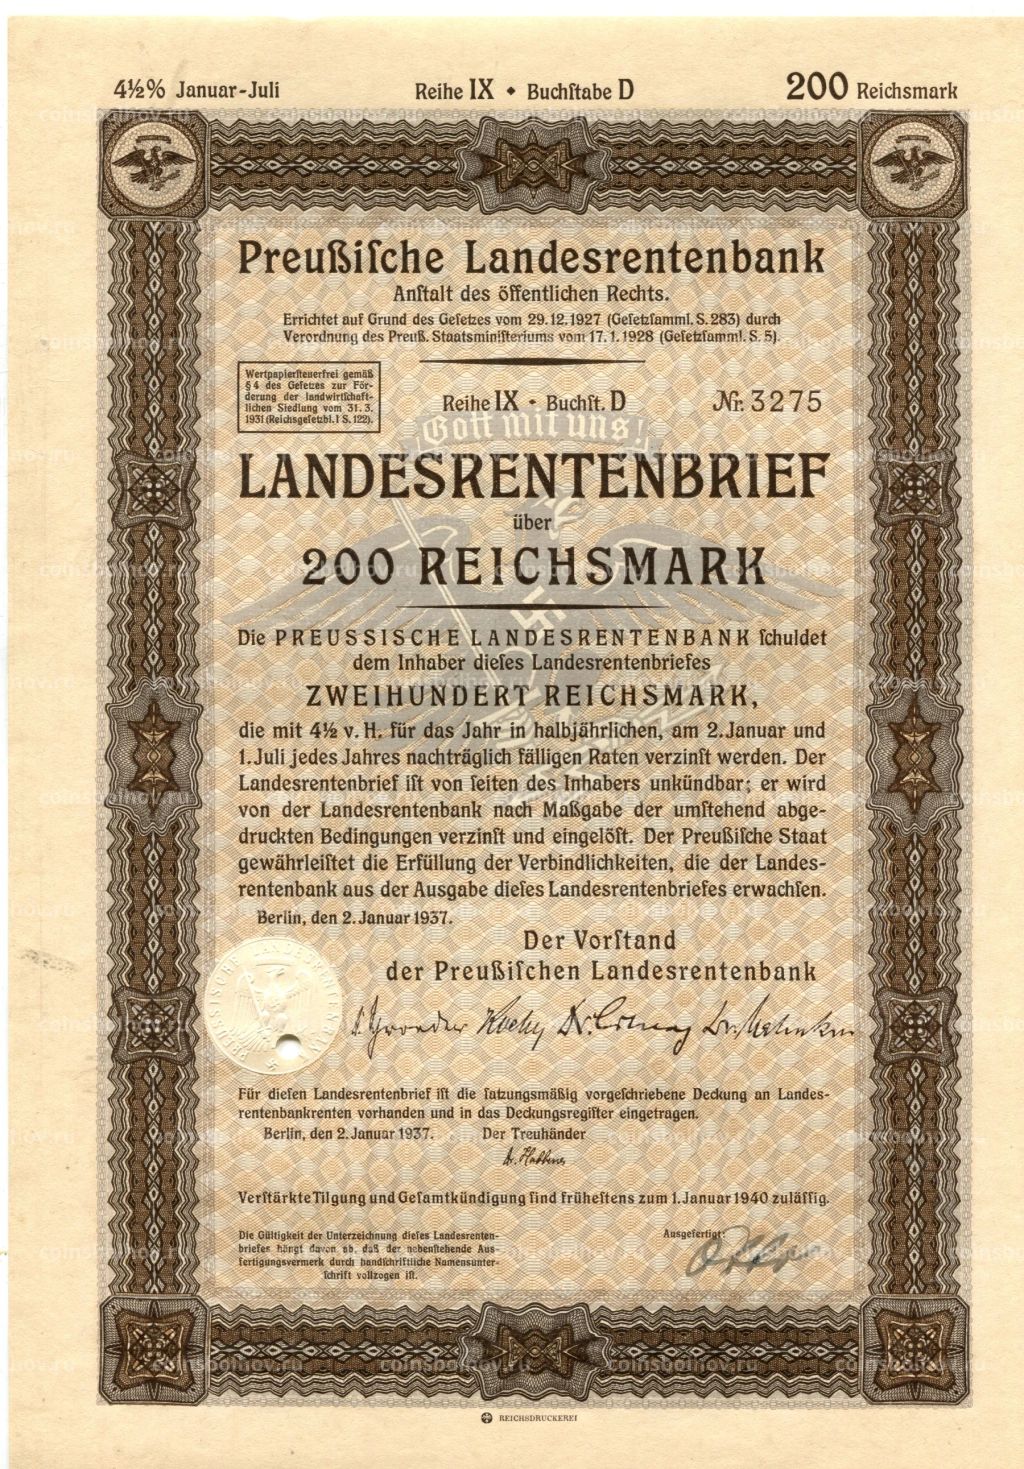 4½% Januar-Juli Reihe IX • Buchſtabe D 200 Reichsmark
Preußiſche Landesrentenbank
Anſtalt des öffentlichen Rechts.
Errichtet auf Grund des Geſetzes vom 29.12.1927 (Geſetzſamml. S. 283) durch
Verordnung des Preuß. Staatsminiſteriums vom 17.1.1928 (Geſetzſamml. S. 5).
Wertpapierſteuerfrei gemäß
§ 4 des Geſetzes zur För-
derung der landwirtſchaft-
lichen Siedlung vom 31. 3.
1931 (Reichsgeſetzbl. I S. 122).
Reihe IX • Buchſt. D Nr. 3275
Gott mit uns!
LANDESRENTENBRIEF
über
200 REICHSMARK
Die PREUSSISCHE LANDESRENTENBANK ſchuldet
dem Inhaber dieſes Landesrentenbriefes
ZWEIHUNDERT REICHSMARK,
die mit 4½ v. H. für das Jahr in halbjährlichen, am 2. Januar und
1. Juli jedes Jahres nachträglich fälligen Raten verzinſt werden. Der
Landesrentenbrief iſt von ſeiten des Inhabers unkündbar; er wird
von der Landesrentenbank nach Maßgabe der umſtehend abge-
druckten Bedingungen verzinſt und eingelöſt. Der Preußiſche Staat
gewährleiſtet die Erfüllung der Verbindlichkeiten, die der Landes-
rentenbank aus der Ausgabe dieſes Landesrentenbriefes erwachſen.
Berlin, den 2. Januar 1937.
Der Vorſtand
der Preußiſchen Landesrentenbank
PREUSSISCHE LANDESRENTENBANK
Für dieſen Landesrentenbrief iſt die ſatzungsmäßig vorgeſchriebene Deckung an Landes-
rentenbankrenten vorhanden und in das Deckungsregiſter eingetragen.
Berlin, den 2. Januar 1937. Der Treuhänder
Verſtärkte Tilgung und Geſamtkündigung ſind früheſtens zum 1. Januar 1940 zuläſſig.
Die Gültigkeit der Unterzeichnung dieſes Landesrenten-
briefes hängt davon ab, daß der nebenſtehende Aus-
fertigungsvermerk durch handſchriftliche Namensunter-
ſchrift vollzogen iſt.
Ausgefertigt:
REICHSDRUCKEREI
coinsbolhov.ru